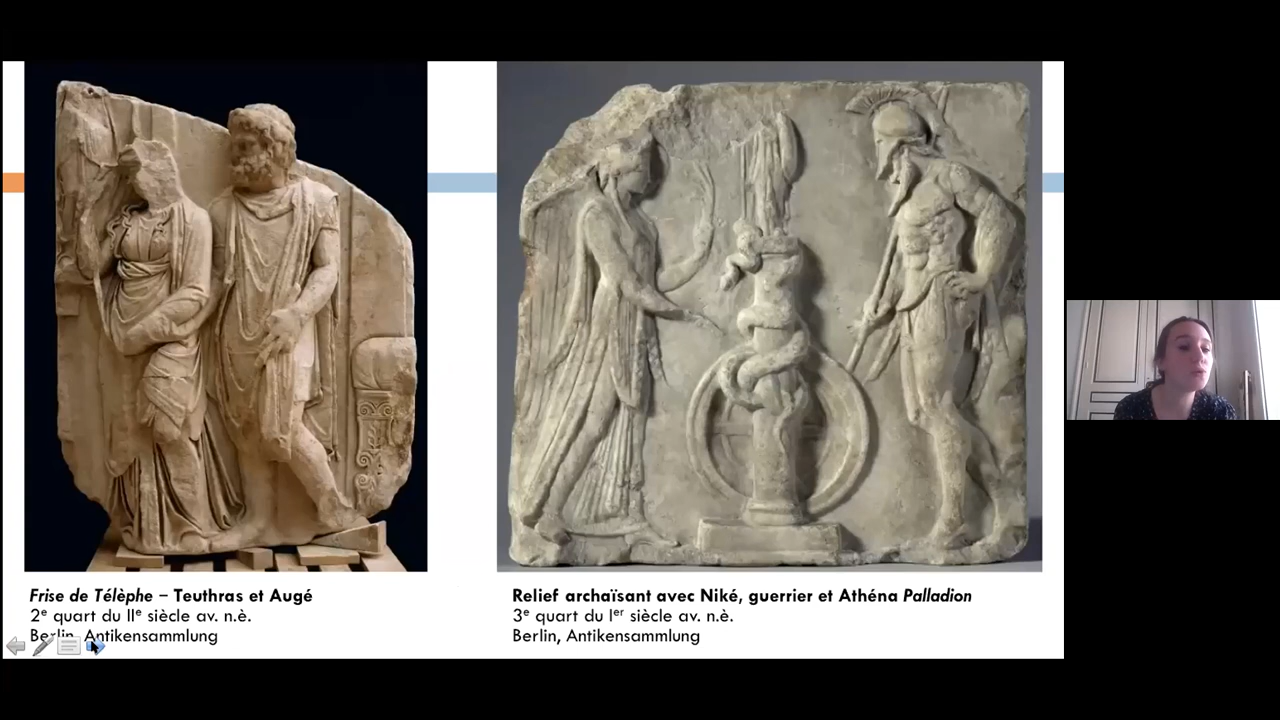 Frise de Télèphe – Teuthras et Augé
2e quart du IIe siècle av. n.è.
Berlin, Antikensammlung
Relief archaïsant avec Niké, guerrier et Athéna Palladion
3e quart du Ier siècle av. n.è.
Berlin, Antikensammlung